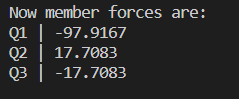 Now member forces are:
Q1 | -97.9167
Q2 | 17.7083
Q3 | -17.7083